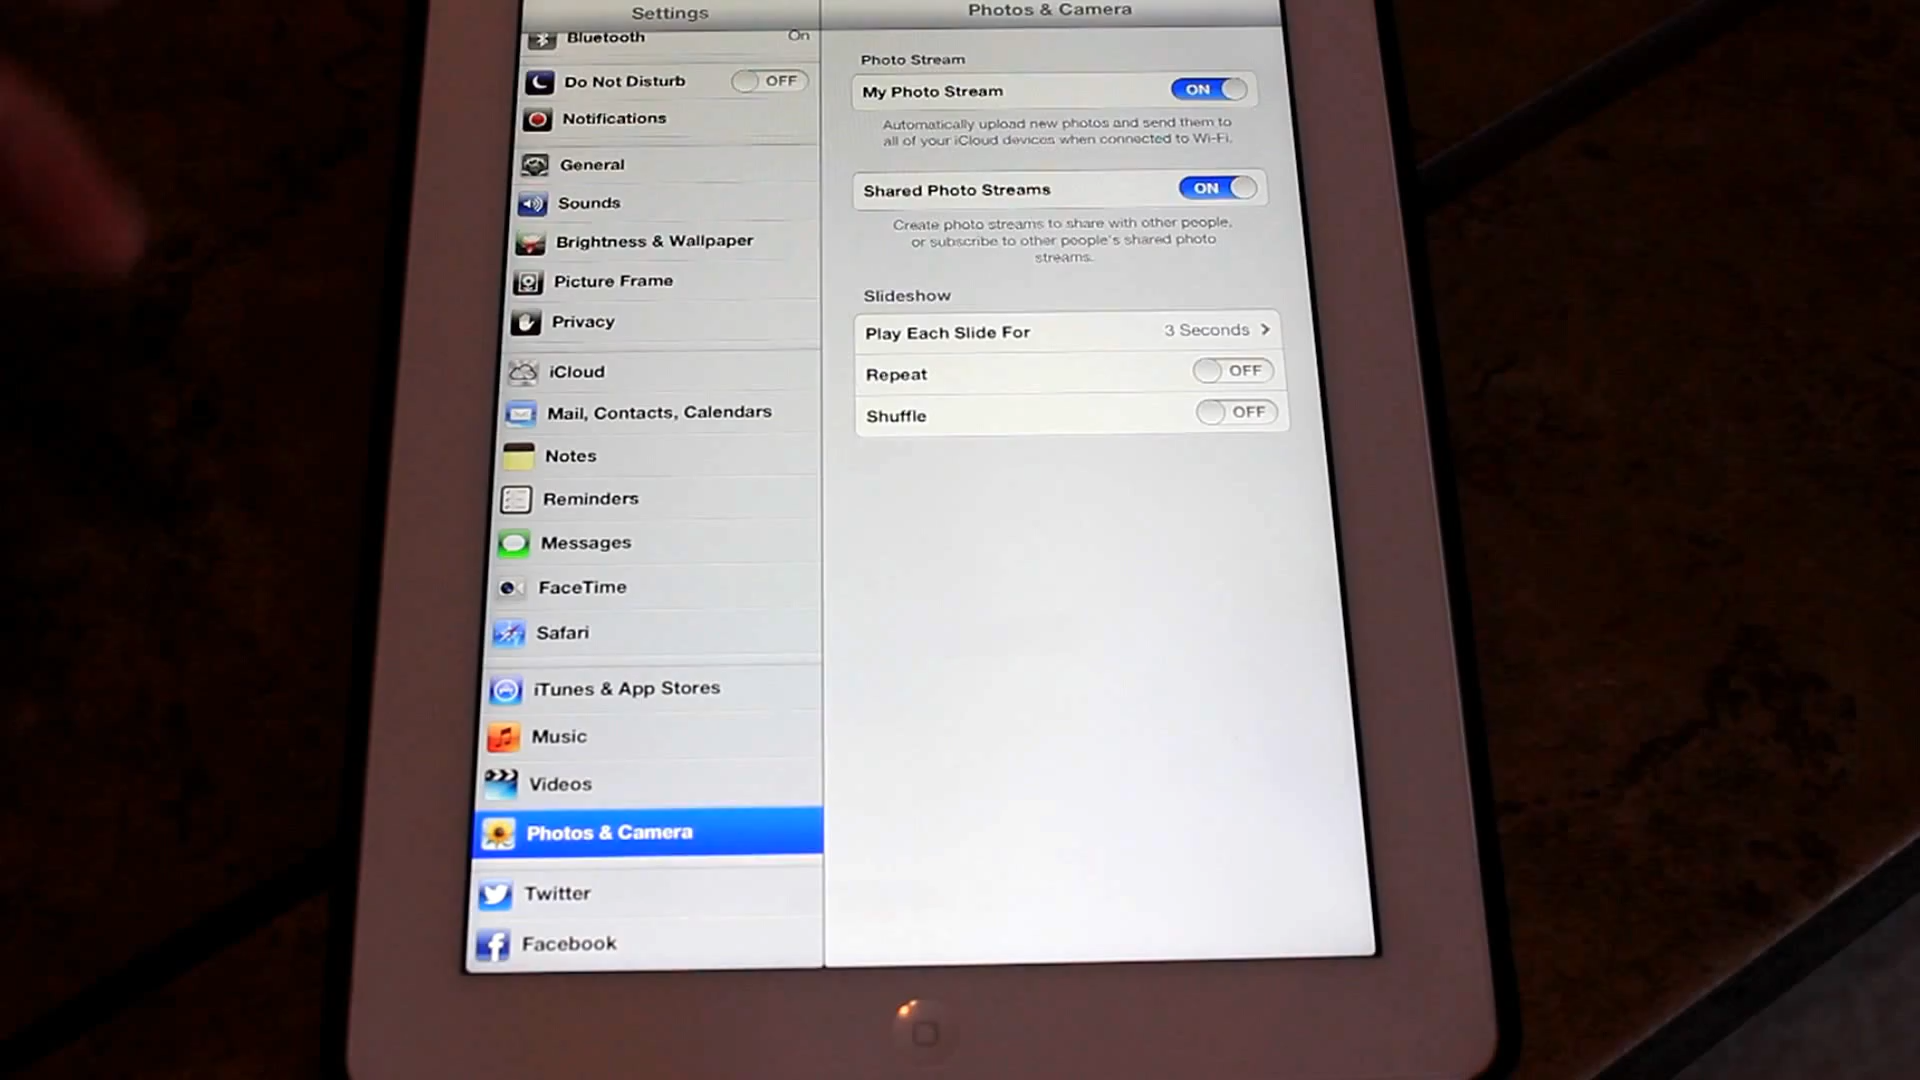 Settings
Bluetooth On
Do Not Disturb OFF
Notifications
General
Sounds
Brightness & Wallpaper
Picture Frame
Privacy
iCloud
Mail, Contacts, Calendars
Notes
Reminders
Messages
FaceTime
Safari
iTunes & App Stores
Music
Videos
Photos & Camera
Twitter
Facebook
Photos & Camera
Photo Stream
My Photo Stream ON
Automatically upload new photos and send them to
all of your iCloud devices when connected to Wi-Fi.
Shared Photo Streams ON
Create photo streams to share with other people,
or subscribe to other people's shared photo
streams.
Slideshow
Play Each Slide For 3 Seconds
Repeat OFF
Shuffle OFF